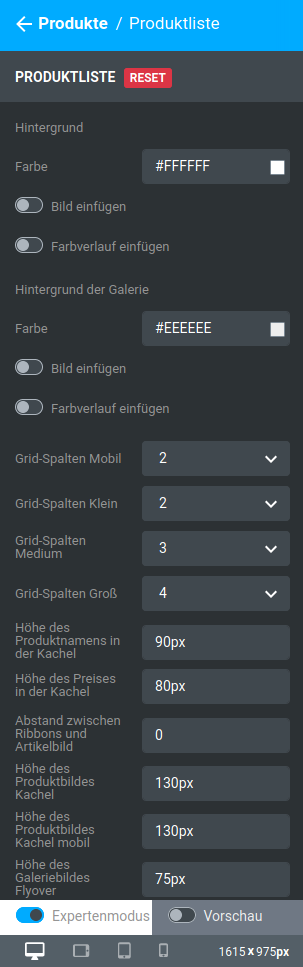 Produkte / Produktliste
PRODUKTLISTE RESET
Hintergrund
Farbe #FFFFFF
Bild einfügen
Farbverlauf einfügen
Hintergrund der Galerie
Farbe #EEEEEE
Bild einfügen
Farbverlauf einfügen
Grid-Spalten Mobil 2
Grid-Spalten Klein 2
Grid-Spalten
Medium 3
Grid-Spalten Groß 4
Höhe des
Produktnamens in
der Kachel 90px
Höhe des Preises
in der Kachel 80px
Abstand zwischen
Ribbons und
Artikelbild 0
Höhe des
Produktbildes
Kachel 130px
Höhe des
Produktbildes
Kachel mobil 130px
Höhe des
Galeriebildes
Flyover 75px
Expertenmodus Vorschau
1615 x 975px